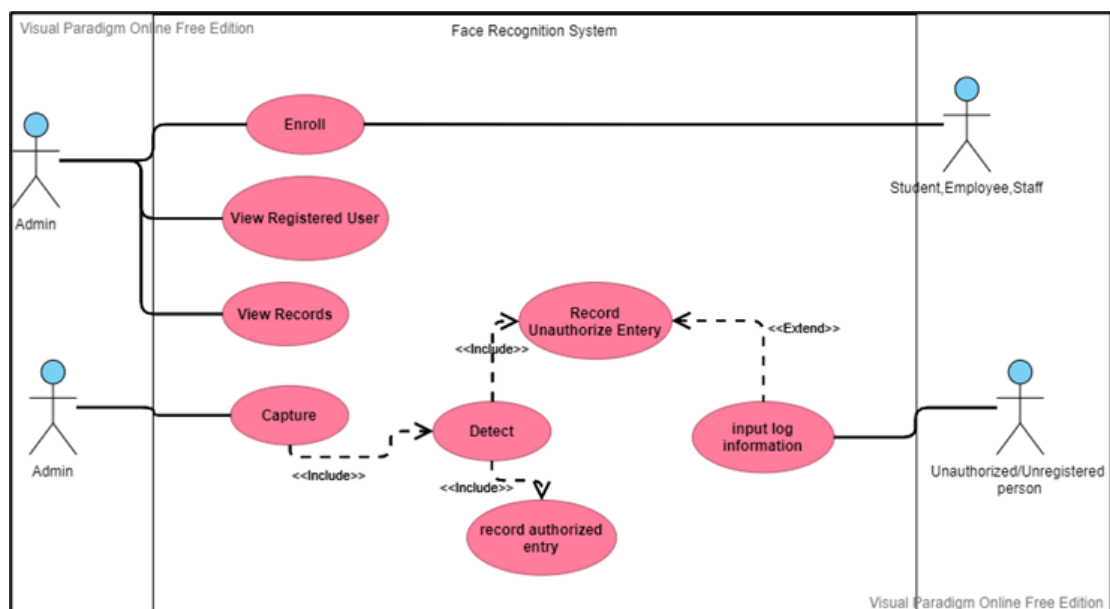 Visual Paradigm Online Free Edition
Face Recognition System
Enroll
Student,Employee,Staff
Admin
View Registered User
View Records
Record
Unauthorize Entery
<<Extend>>
<<Include>>
Capture
Detect
input log
information
Admin
<<Include>>
Unauthorized/Unregistered
person
<<Include>>
record authorized
entry
Visual Paradigm Online Free Edition